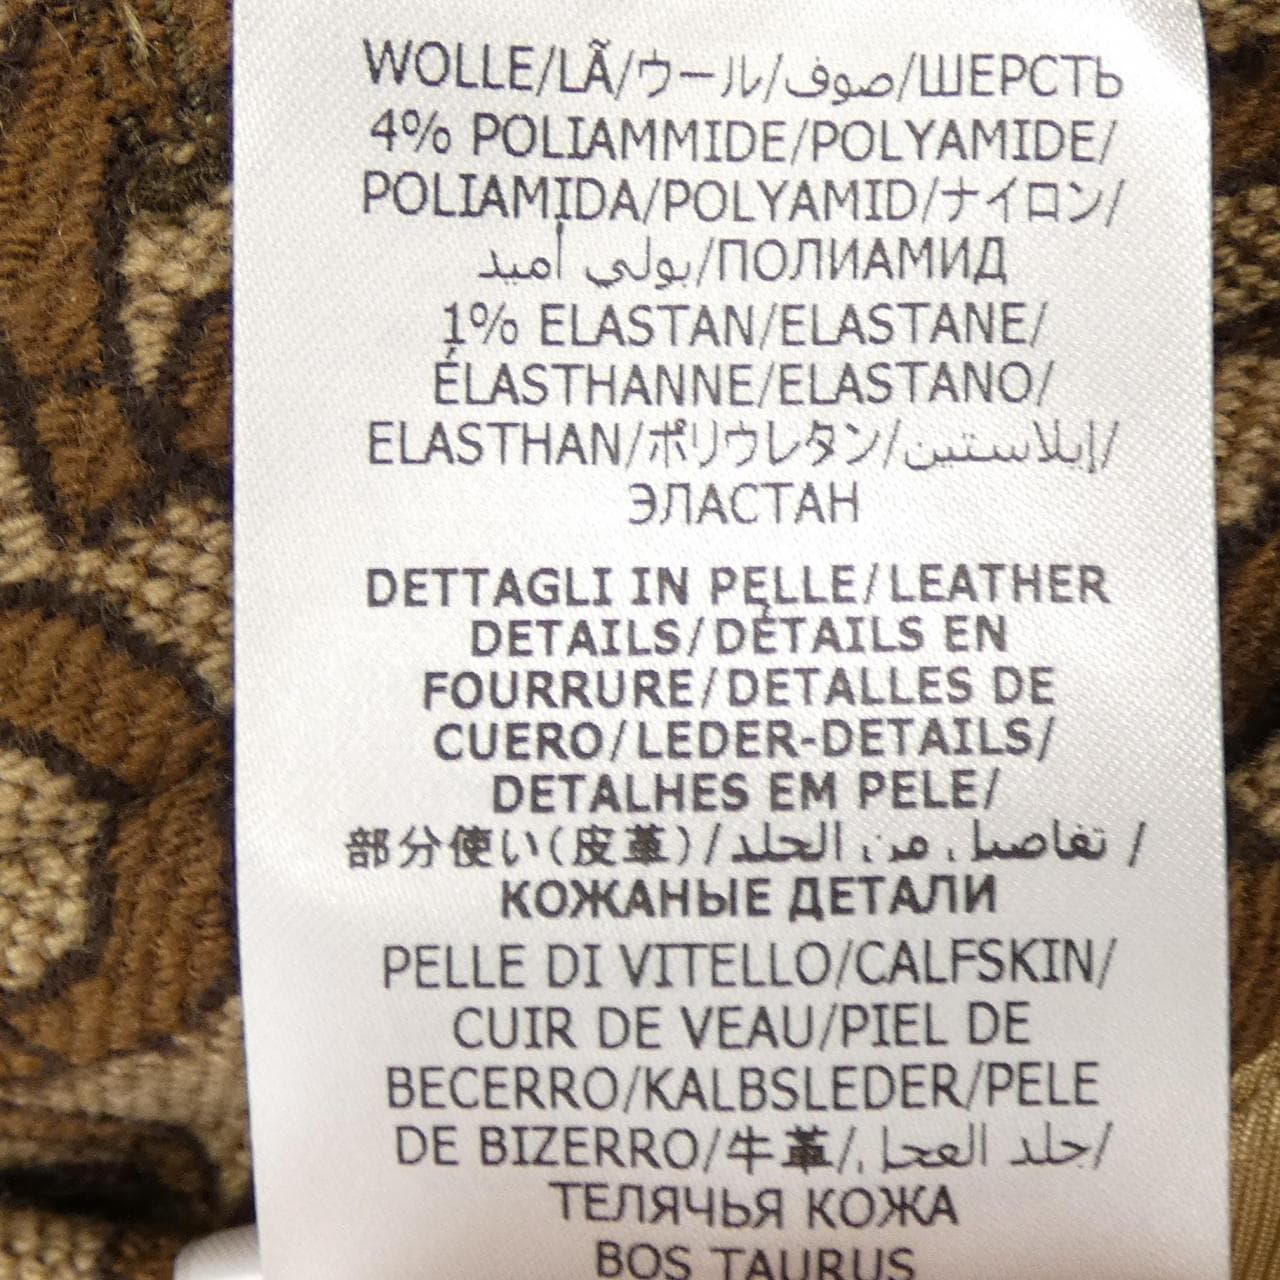 WOLLE/LÃ/ウール/صوف/ШЕРСТЬ
4% POLIAMMIDE/POLYAMIDE/
POLIAMIDA/POLYAMID/ナイロン/
بولي أميد/ПОЛИАМИД
1% ELASTAN/ELASTANE/
ÉLASTHANNE/ELASTANO/
ELASTHAN/ポリウレタン/إيلاستين/
ЭЛАСТАН
DETTAGLI IN PELLE/LEATHER
DETAILS/DÉTAILS EN
FOURRURE/DETALLES DE
CUERO/LEDER-DETAILS/
DETALHES EM PELE/
部分使い(皮革)/تفاصيل من الجلد /
КОЖАНЫЕ ДЕТАЛИ
PELLE DI VITELLO/CALFSKIN/
CUIR DE VEAU/PIEL DE
BECERRO/KALBSLEDER/PELE
DE BIZERRO/牛革/جلد العجل/
ТЕЛЯЧЬЯ КОЖА
BOS TAURUS